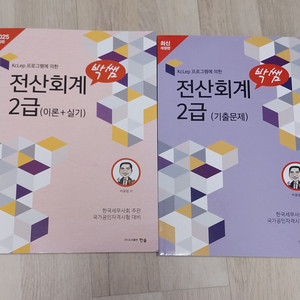 2025
KcLep 프로그램에 의한
전산회계
박쌤
2급(이론+실기)
한국세무사회 주관
국가공인자격시험 대비
최신
KcLep 프로그램에 의한
전산회계
박쌤
2급 (기출문제)
한국세무사회 주관
국가공인자격시험 대비